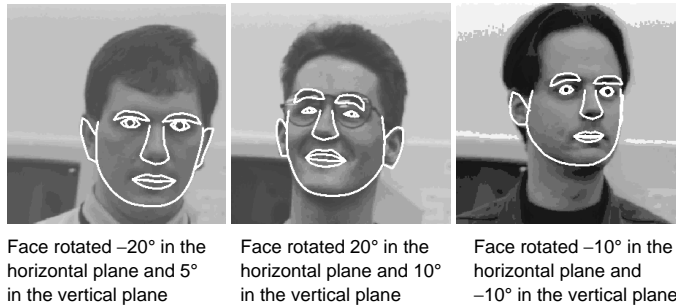 Face rotated –20° in the
horizontal plane and 5°
in the vertical plane
Face rotated 20° in the
horizontal plane and 10°
in the vertical plane
Face rotated –10° in the
horizontal plane and
–10° in the vertical plane